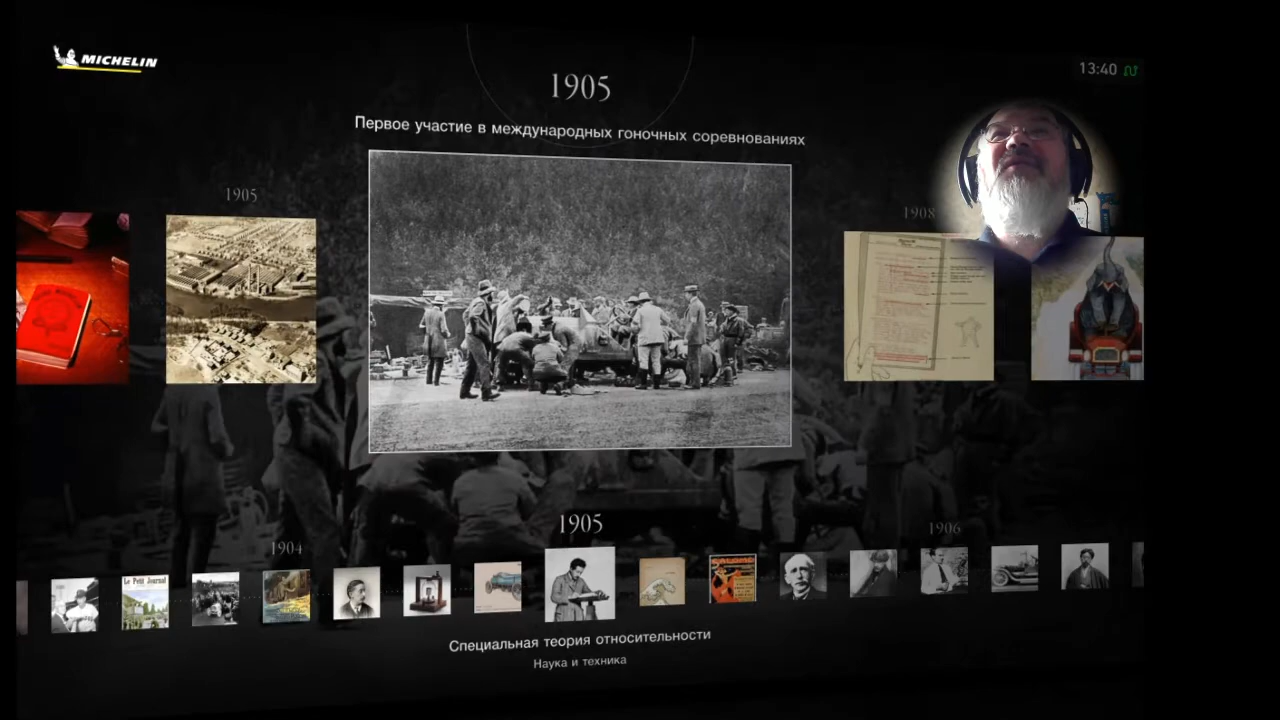 MICHELIN
1905
13:40
Первое участие в международных гоночных соревнованиях
1905
1908
1905
1904
1906
Le Petit Journal
Специальная теория относительности
Наука и техника